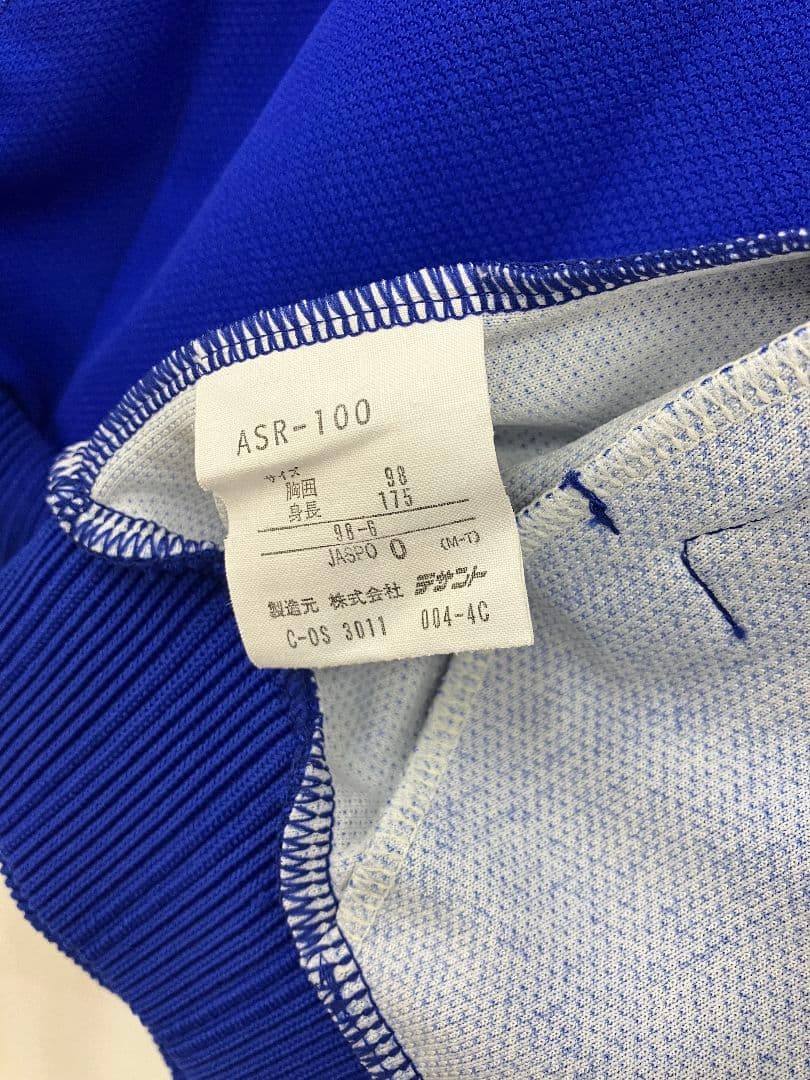 ASR-100
サイズ
胸囲 98
身長 175
98-6
JASPO O (M-T)
製造元 株式会社 デサント
C-OS 3011 004-4C